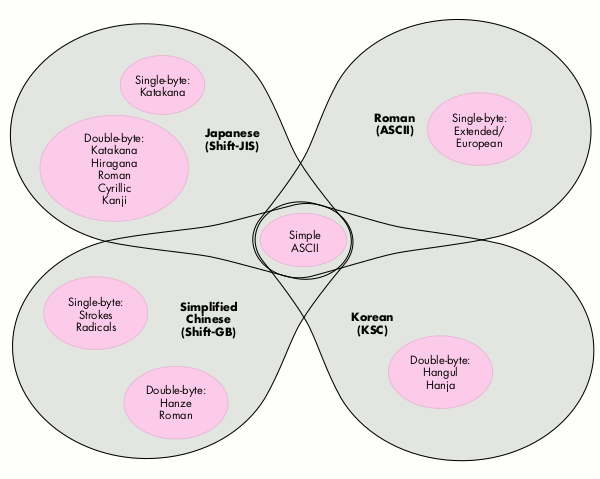 Single-byte:
Katakana
Double-byte:
Katakana
Hiragana
Roman
Cyrillic
Kanji
Japanese
(Shift-JIS)
Roman
(ASCII)
Single-byte:
Extended/
European
Simple
ASCII
Single-byte:
Strokes
Radicals
Simplified
Chinese
(Shift-GB)
Double-byte:
Hanze
Roman
Korean
(KSC)
Double-byte:
Hangul
Hanja